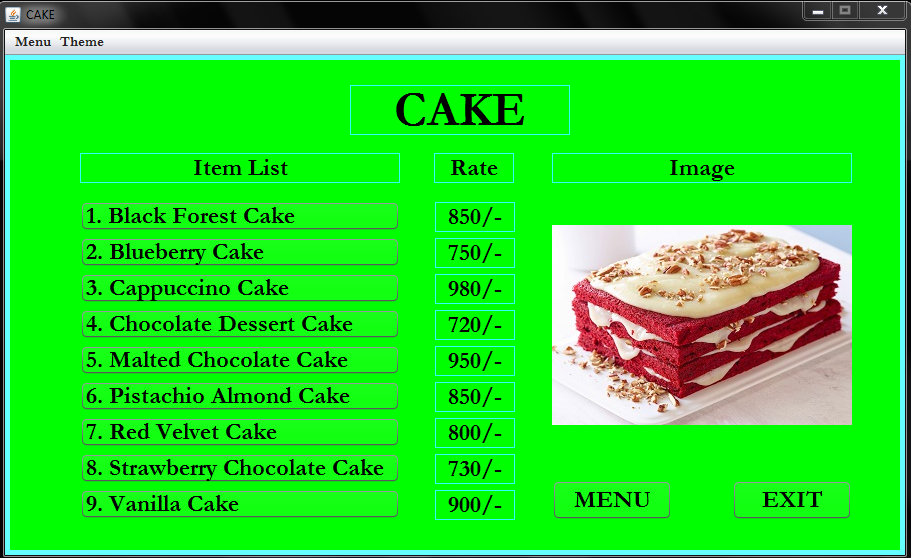 CAKE
Menu Theme
CAKE
Item List Rate Image
1. Black Forest Cake 850/-
2. Blueberry Cake 750/-
3. Cappuccino Cake 980/-
4. Chocolate Dessert Cake 720/-
5. Malted Chocolate Cake 950/-
6. Pistachio Almond Cake 850/-
7. Red Velvet Cake 800/-
8. Strawberry Chocolate Cake 730/-
9. Vanilla Cake 900/-
MENU EXIT